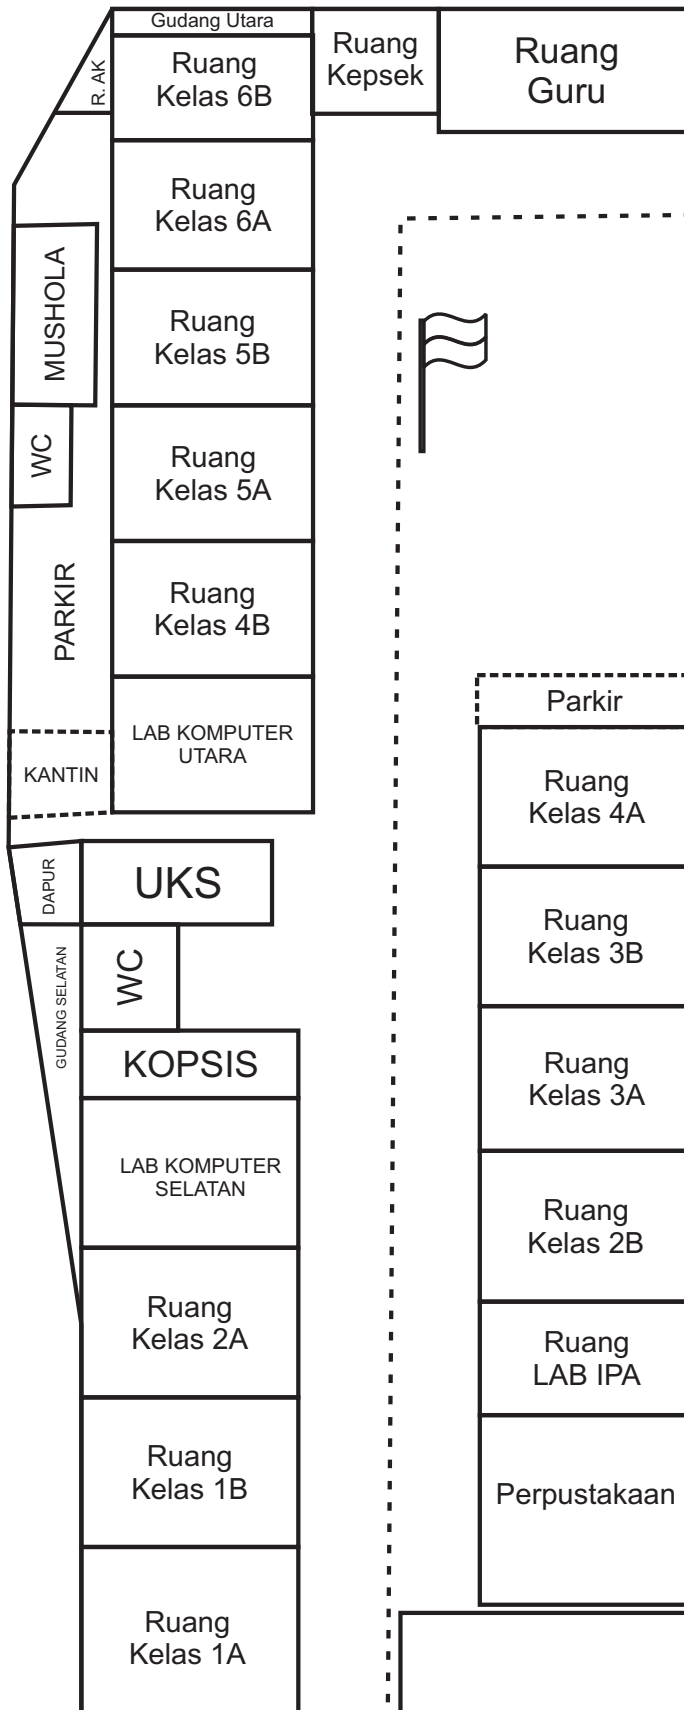 Gudang Utara
R. AK
Ruang
Kelas 6B
Ruang
Kepsek
Ruang
Guru
Ruang
Kelas 6A
MUSHOLA
Ruang
Kelas 5B
WC
Ruang
Kelas 5A
PARKIR
Ruang
Kelas 4B
LAB KOMPUTER
UTARA
KANTIN
Parkir
Ruang
Kelas 4A
DAPUR
UKS
GUDANG SELATAN
WC
Ruang
Kelas 3B
KOPSIS
Ruang
Kelas 3A
LAB KOMPUTER
SELATAN
Ruang
Kelas 2B
Ruang
Kelas 2A
Ruang
LAB IPA
Ruang
Kelas 1B
Perpustakaan
Ruang
Kelas 1A